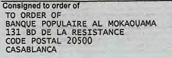 Consigned to order of
TO ORDER OF
BANQUE POPULAIRE AL MOKAOUAMA
131 BD DE LA RESISTANCE
CODE POSTAL 20500
CASABLANCA